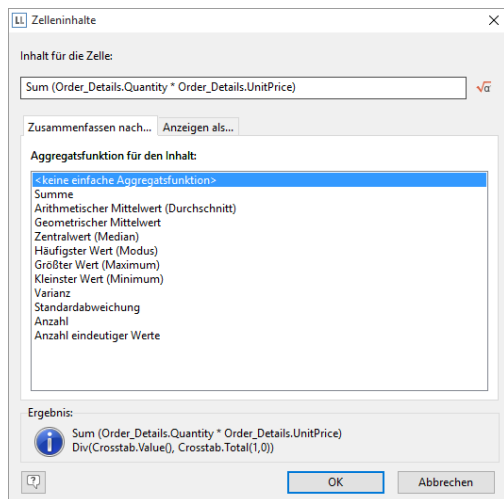 LL Zelleninhalte
Inhalt für die Zelle:
Sum (Order_Details.Quantity * Order_Details.UnitPrice)
√α
Zusammenfassen nach... Anzeigen als...
Aggregatsfunktion für den Inhalt:
<keine einfache Aggregatsfunktion>
Summe
Arithmetischer Mittelwert (Durchschnitt)
Geometrischer Mittelwert
Zentralwert (Median)
Häufigster Wert (Modus)
Größter Wert (Maximum)
Kleinster Wert (Minimum)
Varianz
Standardabweichung
Anzahl
Anzahl eindeutiger Werte
Ergebnis:
Sum (Order_Details.Quantity * Order_Details.UnitPrice)
Div(Crosstab.Value(), Crosstab.Total(1,0))
? OK Abbrechen